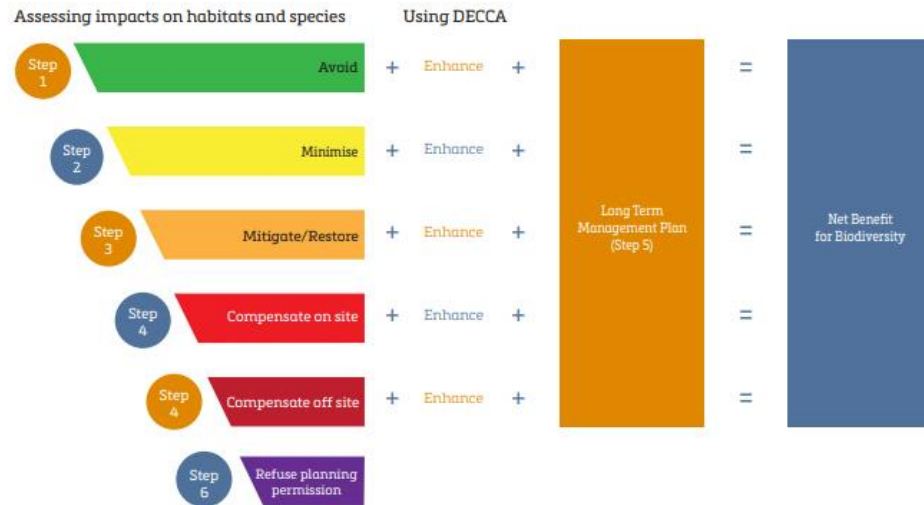 Assessing impacts on habitats and species
Using DECCA
Step
1
Avoid
+
Enhance
+
=
Step
2
Minimise
+
Enhance
+
=
Step
3
Mitigate/Restore
+
Enhance
+
Long Term
Management Plan
(Step 5)
=
Net Benefit
for Biodiversity
Step
4
Compensate on site
+
Enhance
+
=
Step
4
Compensate off site
+
Enhance
+
=
Step
6
Refuse planning
permission